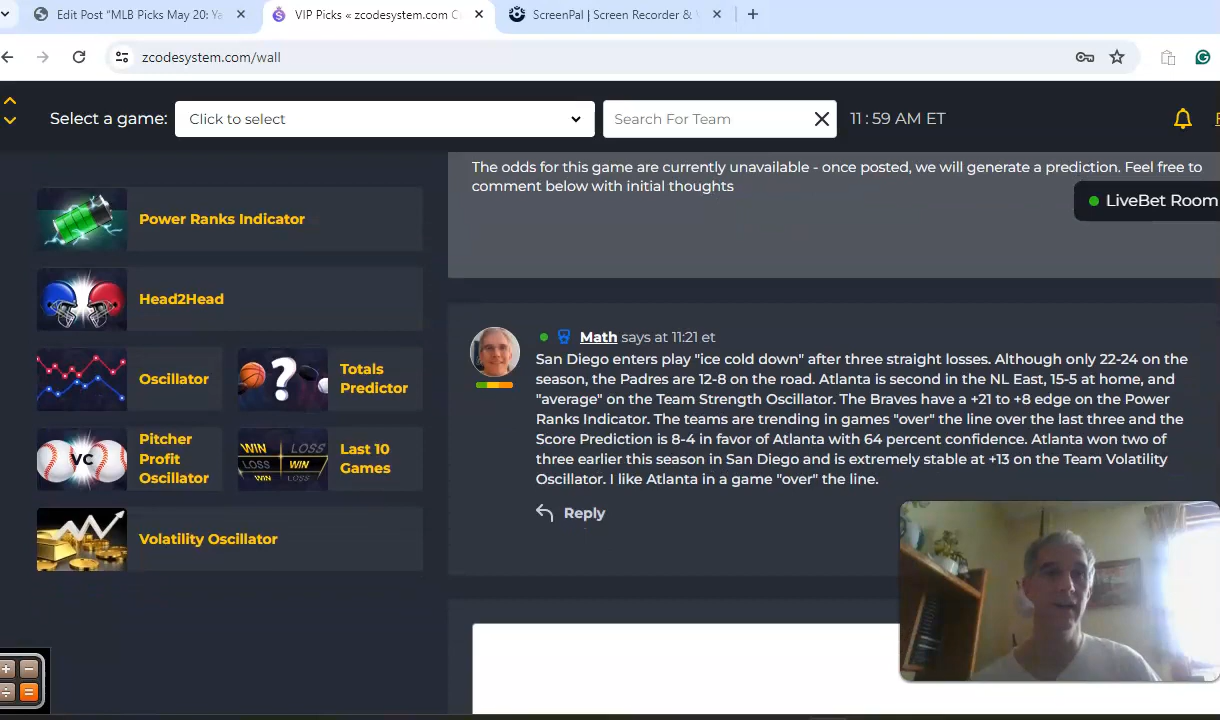 Edit Post "MLB Picks May 20: Ya
VIP Picks « zcodesystem.com C
ScreenPal | Screen Recorder &
zcodesystem.com/wall
Select a game:
Click to select
Search For Team
11 : 59 AM ET
The odds for this game are currently unavailable - once posted, we will generate a prediction. Feel free to
comment below with initial thoughts
LiveBet Room
Power Ranks Indicator
Head2Head
Oscillator
Totals
Predictor
Pitcher
Profit
Oscillator
VC
WIN LOSS
LOSS WIN
WIN LOSS
Last 10
Games
Volatility Oscillator
Math says at 11:21 et
San Diego enters play "ice cold down" after three straight losses. Although only 22-24 on the
season, the Padres are 12-8 on the road. Atlanta is second in the NL East, 15-5 at home, and
"average" on the Team Strength Oscillator. The Braves have a +21 to +8 edge on the Power
Ranks Indicator. The teams are trending in games "over" the line over the last three and the
Score Prediction is 8-4 in favor of Atlanta with 64 percent confidence. Atlanta won two of
three earlier this season in San Diego and is extremely stable at +13 on the Team Volatility
Oscillator. I like Atlanta in a game "over" the line.
Reply